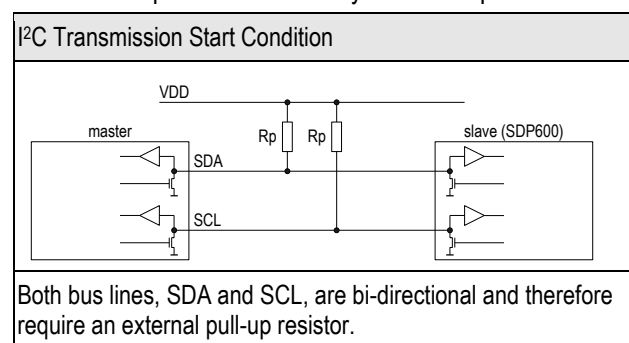 I²C Transmission Start Condition
VDD
master
Rp
Rp
slave (SDP600)
SDA
SCL
Both bus lines, SDA and SCL, are bi-directional and therefore
require an external pull-up resistor.